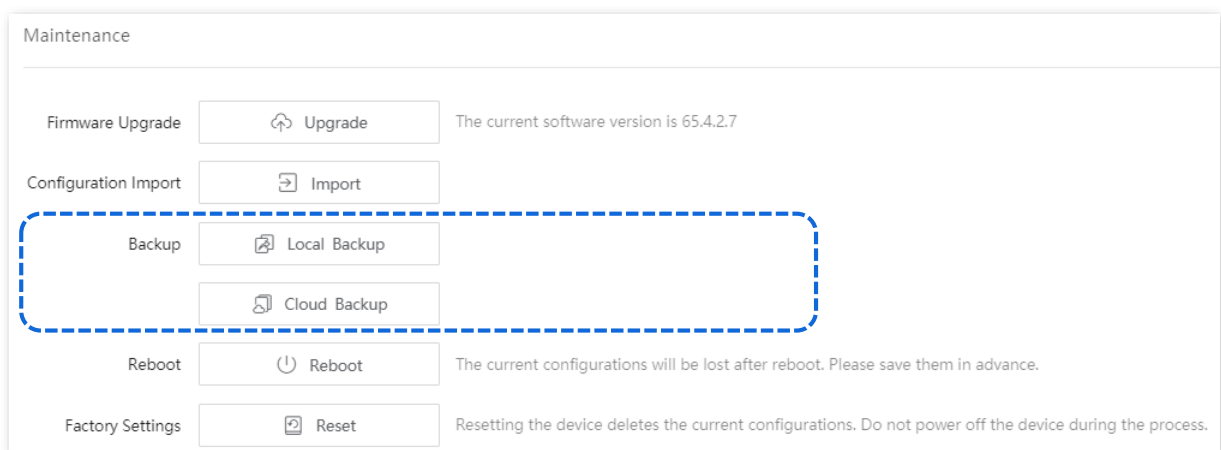 Maintenance
Firmware Upgrade Upgrade The current software version is 65.4.2.7
Configuration Import Import
Backup Local Backup
Cloud Backup
Reboot Reboot The current configurations will be lost after reboot. Please save them in advance.
Factory Settings Reset Resetting the device deletes the current configurations. Do not power off the device during the process.